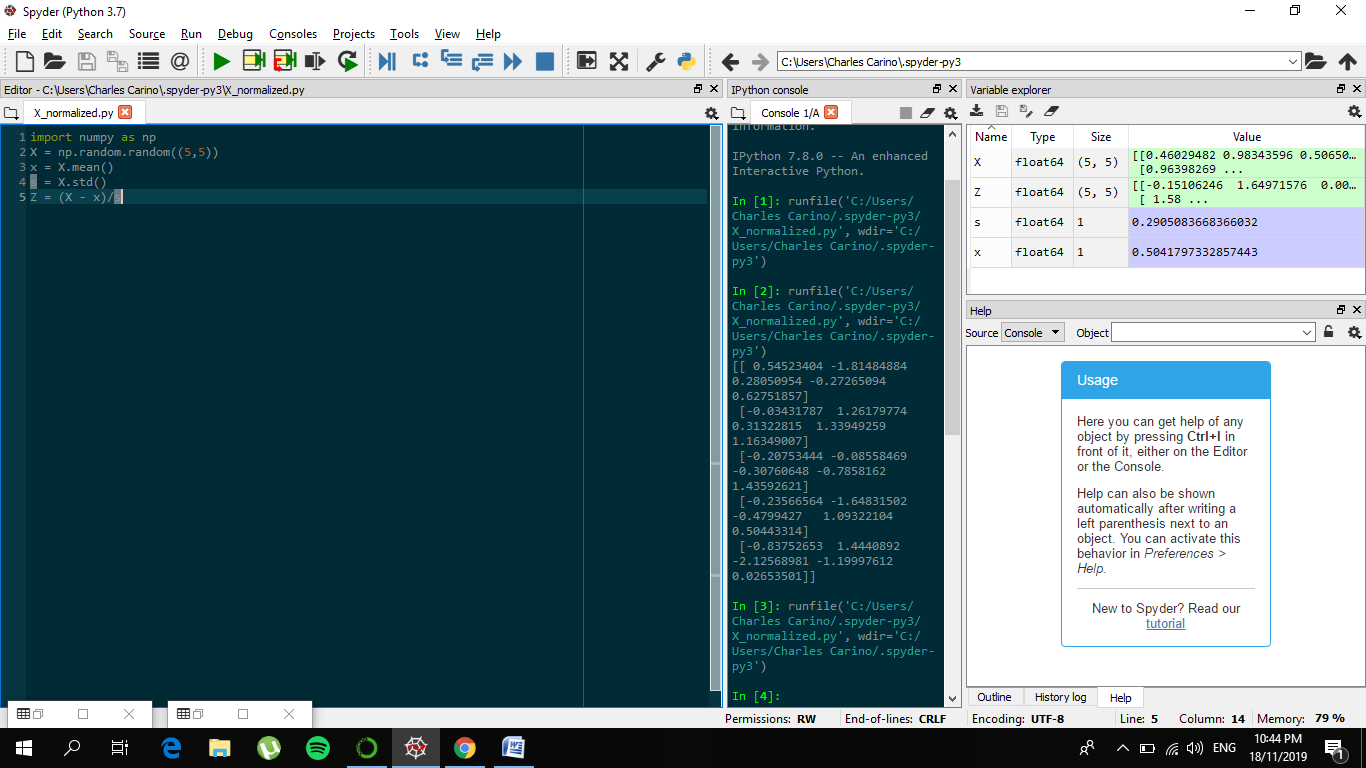 Spyder (Python 3.7)
File Edit Search Source Run Debug Consoles Projects Tools View Help
C:\Users\Charles Carino\.spyder-py3
Editor - C:\Users\Charles Carino\.spyder-py3\X_normalized.py
X_normalized.py
1 import numpy as np
2 X = np.random.random((5,5))
3 x = X.mean()
4 s = X.std()
5 Z = (X - x)/s
IPython console
Console 1/A
information.
IPython 7.8.0 -- An enhanced
Interactive Python.
In [1]: runfile('C:/Users/
Charles Carino/.spyder-py3/
X_normalized.py', wdir='C:/
Users/Charles Carino/.spyder-
py3')
In [2]: runfile('C:/Users/
Charles Carino/.spyder-py3/
X_normalized.py', wdir='C:/
Users/Charles Carino/.spyder-
py3')
[[ 0.54523404 -1.81484884
0.28050954 -0.27265094
0.62751857]
[-0.03431787 1.26179774
0.31322815 1.33949259
1.16349007]
[-0.20753444 -0.08558469
-0.30760648 -0.7858162
1.43592621]
[-0.23566564 -1.64831502
-0.4799427 1.09322104
0.50443314]
[-0.83752653 1.4440892
-2.12568981 -1.19997612
0.02653501]]
In [3]: runfile('C:/Users/
Charles Carino/.spyder-py3/
X_normalized.py', wdir='C:/
Users/Charles Carino/.spyder-
py3')
In [4]:
Variable explorer
Name Type Size Value
X float64 (5, 5) [[0.46029482 0.98343596 0.50650…
[0.96398269 ...
Z float64 (5, 5) [[-0.15106246 1.64971576 0.00…
[ 1.58 ...
s float64 1 0.2905083668366032
x float64 1 0.5041797332857443
Help
Source Console Object
Usage
Here you can get help of any
object by pressing Ctrl+I in
front of it, either on the Editor
or the Console.
Help can also be shown
automatically after writing a
left parenthesis next to an
object. You can activate this
behavior in Preferences >
Help.
New to Spyder? Read our
tutorial
Outline History log Help
Permissions: RW End-of-lines: CRLF Encoding: UTF-8 Line: 5 Column: 14 Memory: 79 %
ENG
10:44 PM
18/11/2019
1